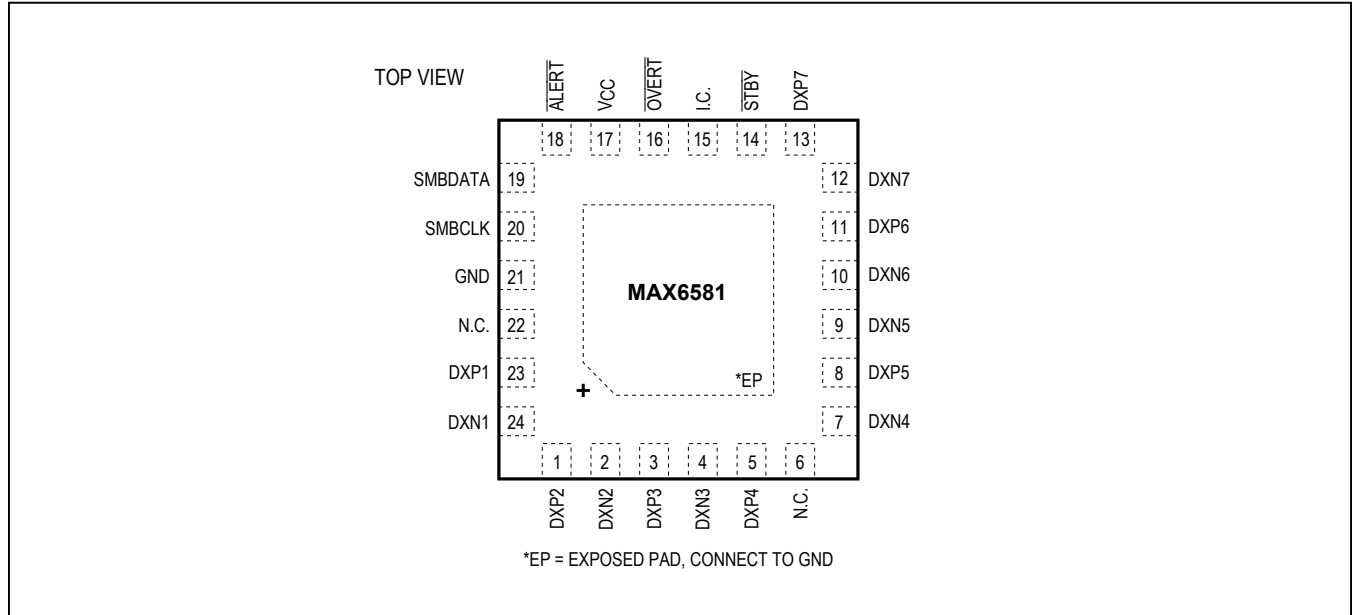 TOP VIEW
ALERT
VCC
OVERT
I.C.
STBY
DXP7
18 17 16 15 14 13
SMBDATA 19 12 DXN7
SMBCLK 20 11 DXP6
GND 21 10 DXN6
MAX6581
N.C. 22 9 DXN5
DXP1 23 8 DXP5
*EP
+
DXN1 24 7 DXN4
1 2 3 4 5 6
DXP2
DXN2
DXP3
DXN3
DXP4
N.C.
*EP = EXPOSED PAD, CONNECT TO GND